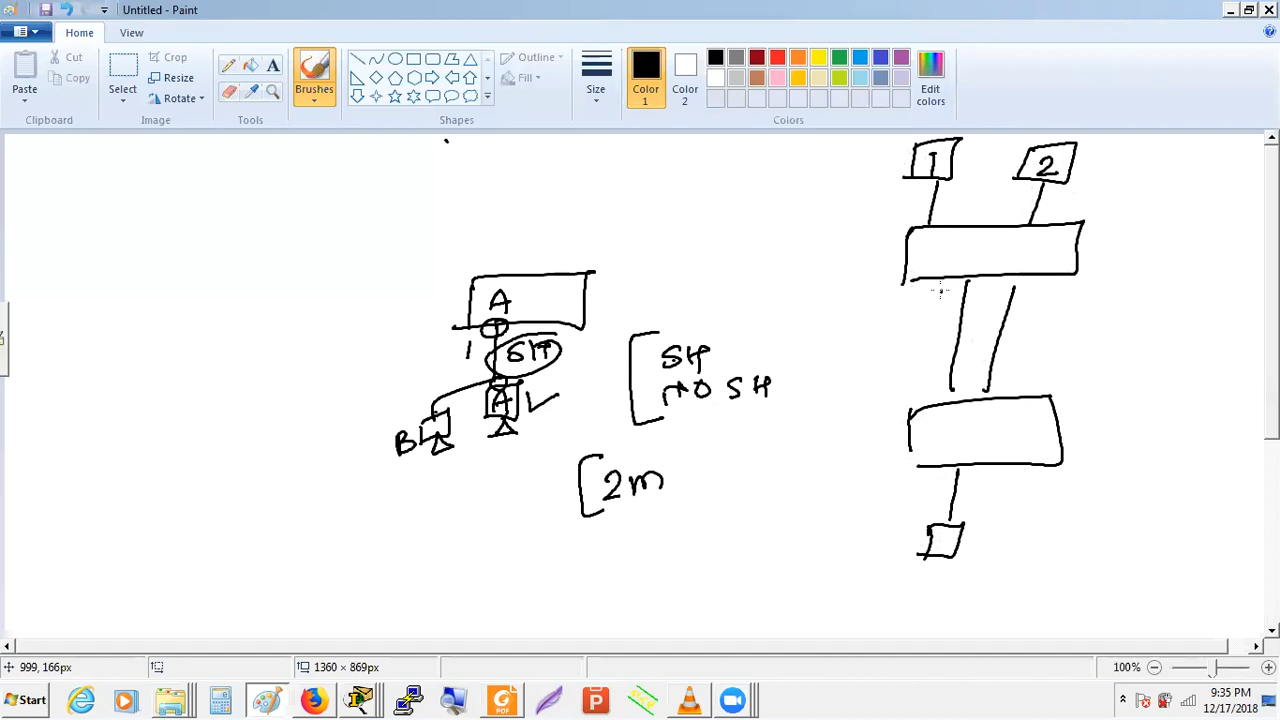 Untitled - Paint
Home
View
Paste
Cut
Copy
Clipboard
Select
Crop
Resize
Rotate
Image
Tools
Brushes
Shapes
Outline
Fill
Size
Color
1
Color
2
Colors
Edit
colors
1
2
A
1
SH
A
B
SH
no SH
2m
999, 166px
1360 × 869px
100%
Start
9:35 PM
12/17/2018